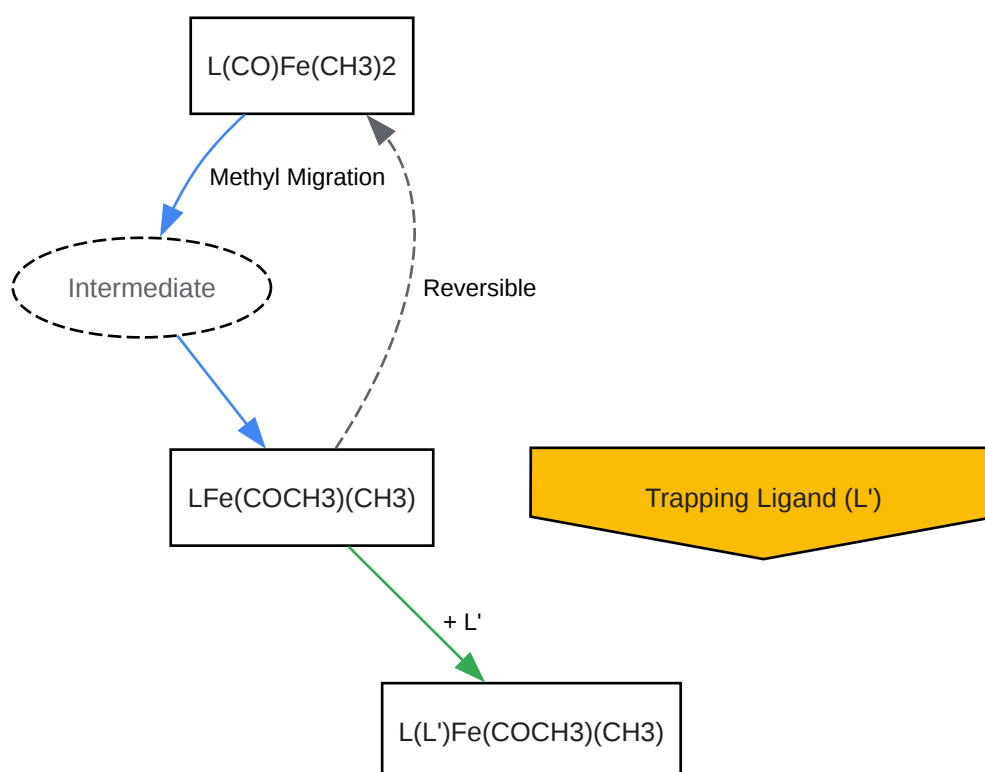 L(CO)Fe(CH3)2
Methyl Migration
Intermediate
Reversible
LFe(COCH3)(CH3)
Trapping Ligand (L')
+ L'
L(L')Fe(COCH3)(CH3)